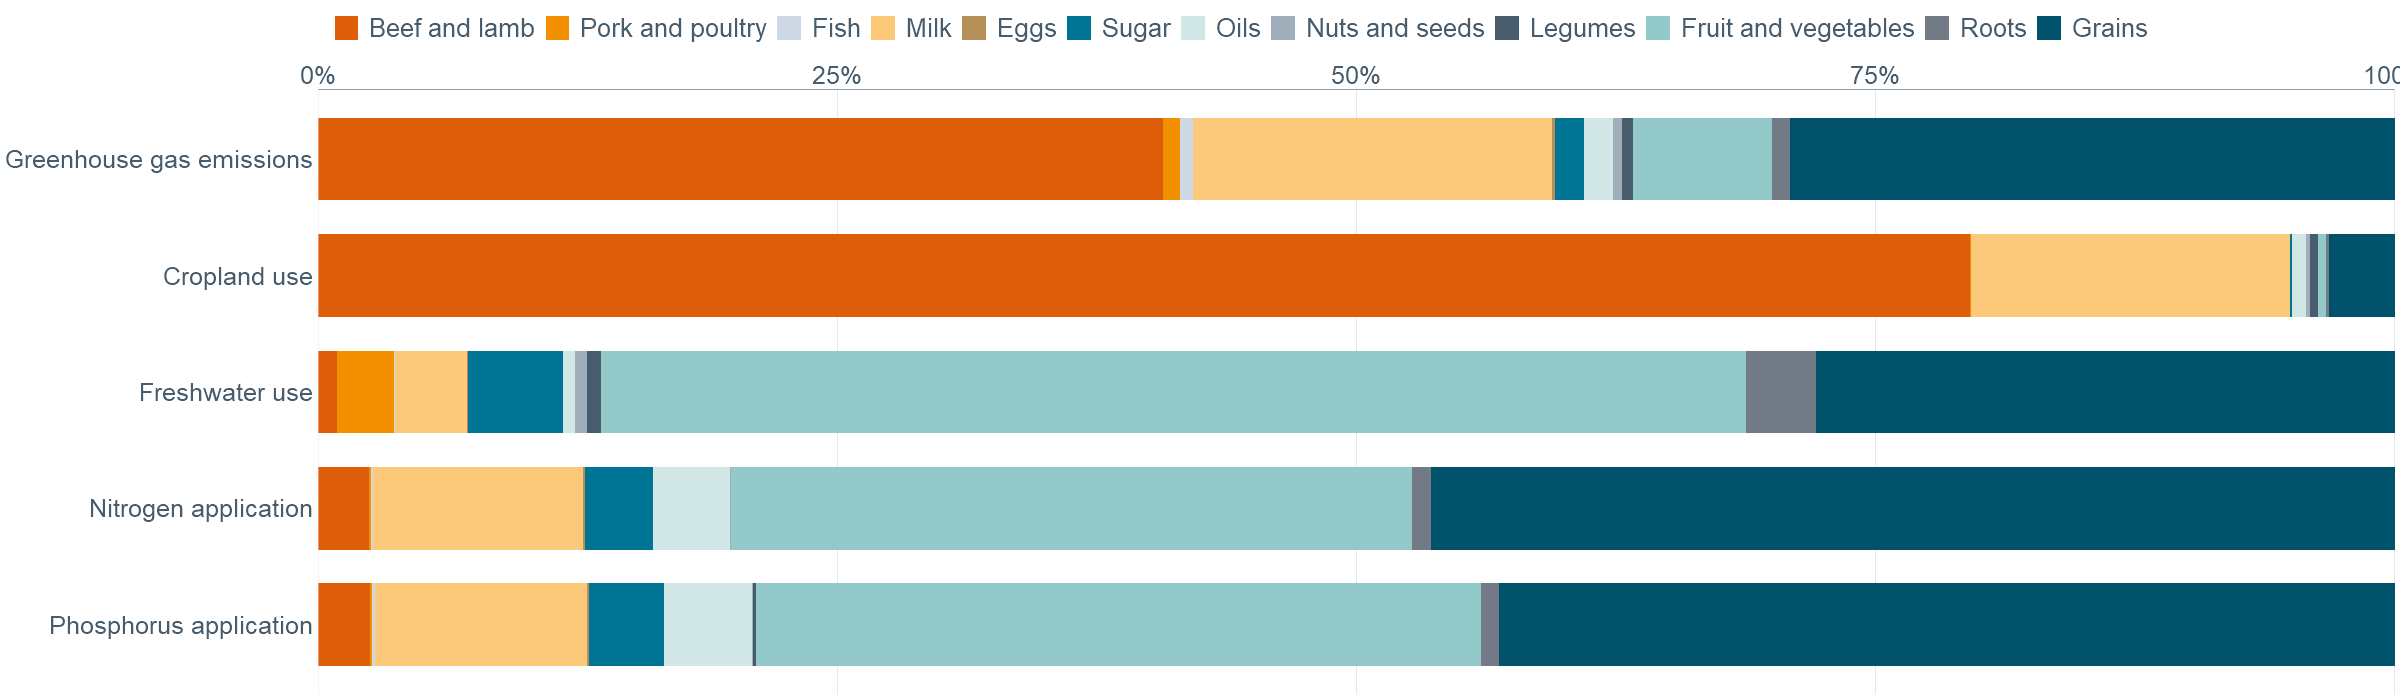 Beef and lamb Pork and poultry Fish Milk Eggs Sugar Oils Nuts and seeds Legumes Fruit and vegetables Roots Grains
0% 25% 50% 75% 100
Greenhouse gas emissions
Cropland use
Freshwater use
Nitrogen application
Phosphorus application